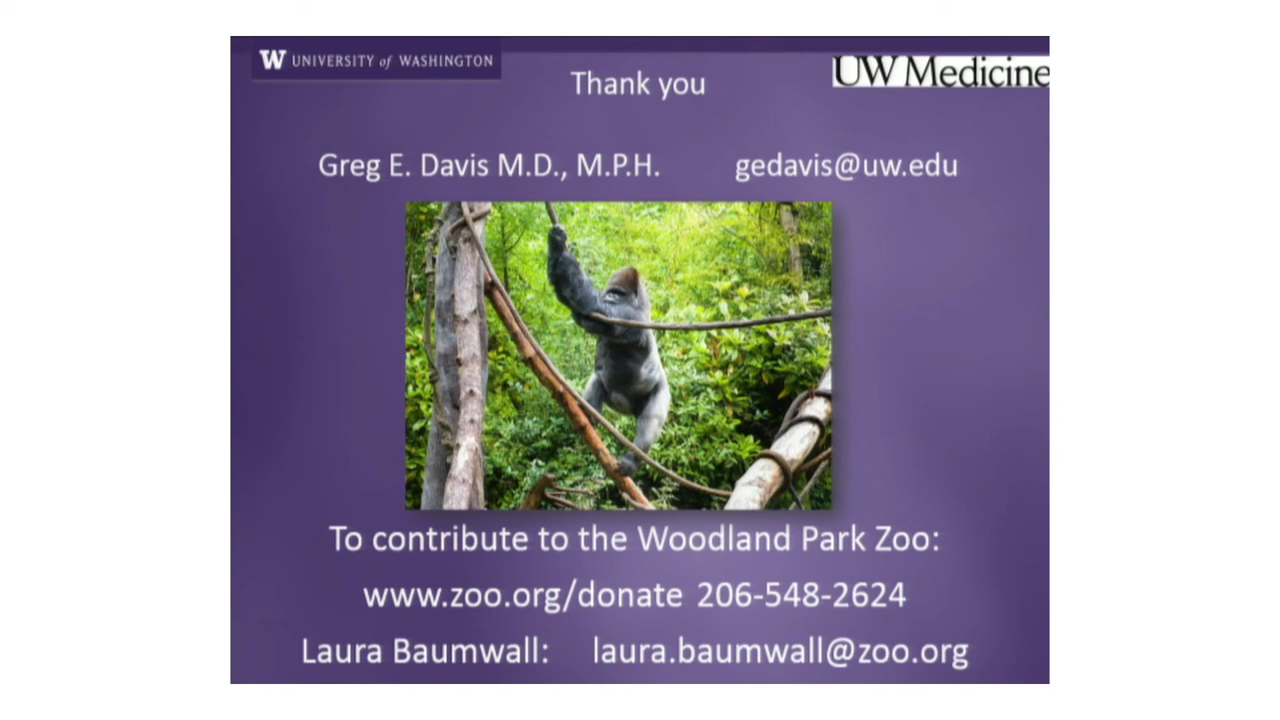 W UNIVERSITY of WASHINGTON
UW Medicine
Thank you
Greg E. Davis M.D., M.P.H. gedavis@uw.edu
To contribute to the Woodland Park Zoo:
www.zoo.org/donate 206-548-2624
Laura Baumwall: laura.baumwall@zoo.org